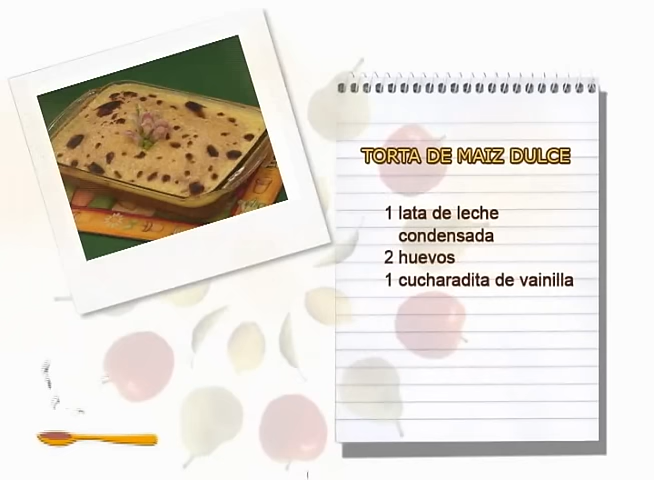 TORTA DE MAIZ DULCE
1 lata de leche
condensada
2 huevos
1 cucharadita de vainilla